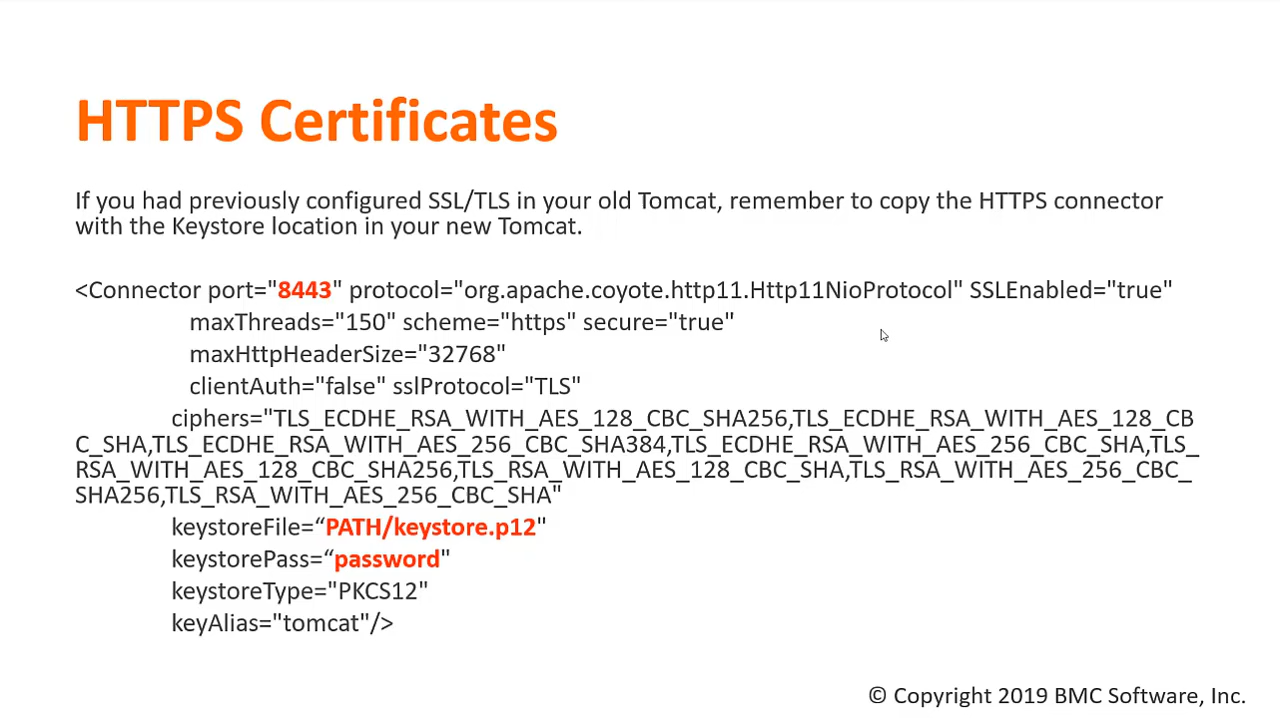 HTTPS Certificates
If you had previously configured SSL/TLS in your old Tomcat, remember to copy the HTTPS connector
with the Keystore location in your new Tomcat.
<Connector port="8443" protocol="org.apache.coyote.http11.Http11NioProtocol" SSLEnabled="true"
maxThreads="150" scheme="https" secure="true"
maxHttpHeaderSize="32768"
clientAuth="false" sslProtocol="TLS"
ciphers="TLS_ECDHE_RSA_WITH_AES_128_CBC_SHA256,TLS_ECDHE_RSA_WITH_AES_128_CB
C_SHA,TLS_ECDHE_RSA_WITH_AES_256_CBC_SHA384,TLS_ECDHE_RSA_WITH_AES_256_CBC_SHA,TLS_
RSA_WITH_AES_128_CBC_SHA256,TLS_RSA_WITH_AES_128_CBC_SHA,TLS_RSA_WITH_AES_256_CBC_
SHA256,TLS_RSA_WITH_AES_256_CBC_SHA"
keystoreFile=“PATH/keystore.p12"
keystorePass=“password"
keystoreType="PKCS12"
keyAlias="tomcat"/>
© Copyright 2019 BMC Software, Inc.